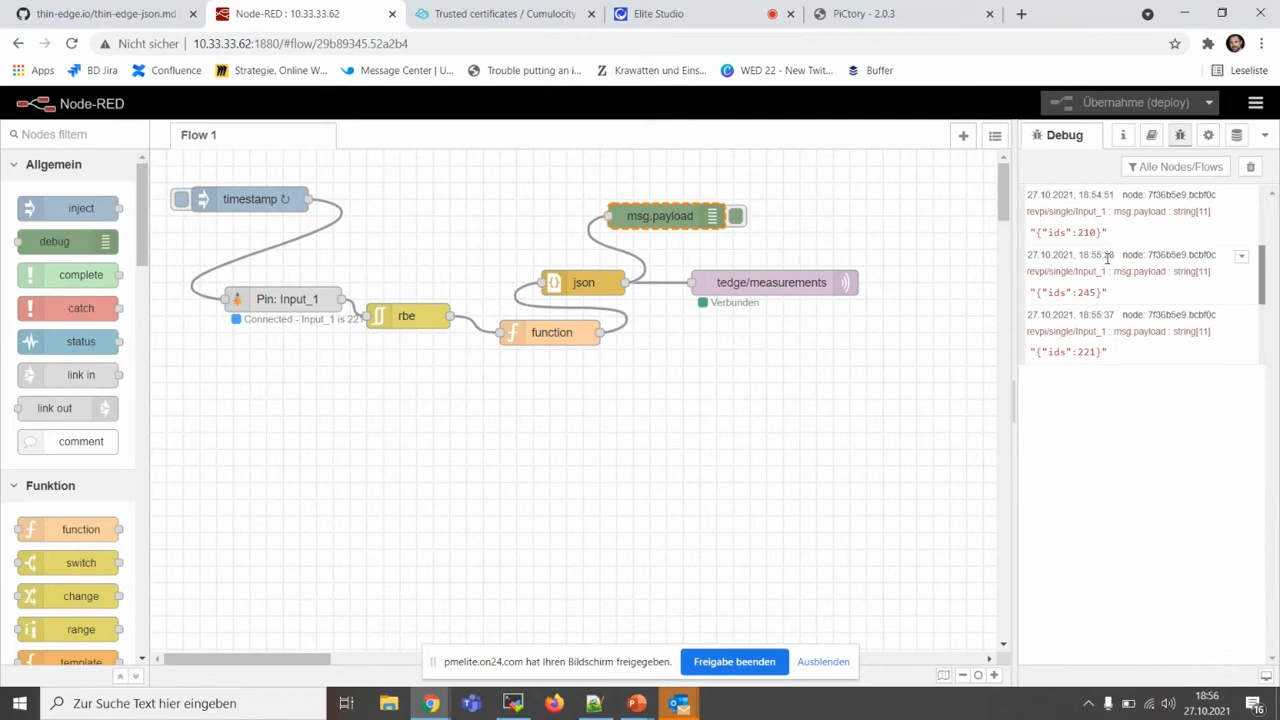 thin-edge.io/thin-edge-json.md
Node-RED : 10.33.33.62
Trusted certificates / Cumulocity
Elite Studio
PiCtory - 2.0.3
Nicht sicher
10.33.33.62:1880/#flow/29b89345.52a2b4
Apps
BD Jira
Confluence
Strategie, Online W...
Message Center | U...
Trouble putting an i...
Krawatten und Eins...
WED 22 - New Twit...
Buffer
Leseliste
Node-RED
Übernahme (deploy)
Nodes filtern
Flow 1
Debug
Alle Nodes/Flows
Allgemein
inject
debug
complete
catch
status
link in
link out
comment
Funktion
function
switch
change
range
template
timestamp ↻
msg.payload
json
tedge/measurements
Verbunden
Pin: Input_1
Connected - Input_1 is 221
rbe
function
27.10.2021, 18:54:51 node: 7f36b5e9.bcbf0c
revpi/single/Input_1 : msg.payload : string[11]
"{"ids":210}"
27.10.2021, node: 7f36b5e9.bcbf0c
revpi/single/Input_1 : msg.payload : string[11]
"{"ids":245}"
27.10.2021, 18:55:37 node: 7f36b5e9.bcbf0c
revpi/single/Input_1 : msg.payload : string[11]
"{"ids":221}"
pmelite.on24.com hat Ihren Bildschirm freigegeben.
Freigabe beenden
Ausblenden
Zur Suche Text hier eingeben
18:56
27.10.2021
16